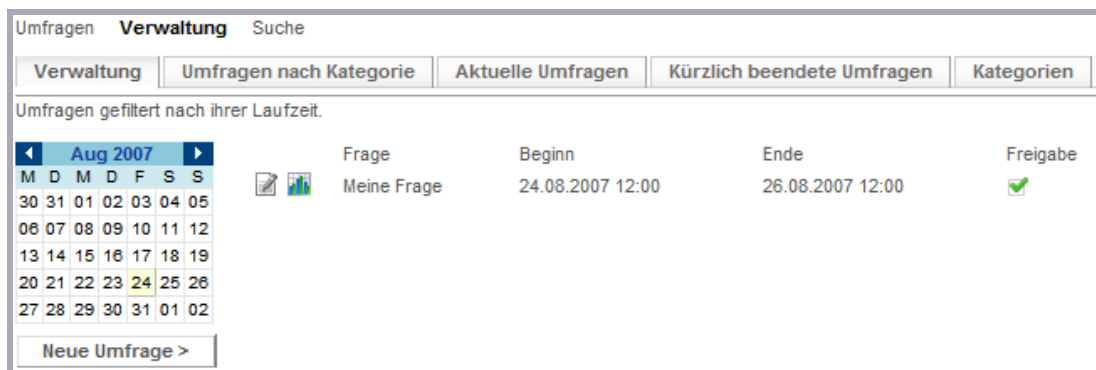 Umfragen Verwaltung Suche
Verwaltung Umfragen nach Kategorie Aktuelle Umfragen Kürzlich beendete Umfragen Kategorien
Umfragen gefiltert nach ihrer Laufzeit.
Aug 2007
M D M D F S S
30 31 01 02 03 04 05
06 07 08 09 10 11 12
13 14 15 16 17 18 19
20 21 22 23 24 25 26
27 28 29 30 31 01 02
Neue Umfrage >
Frage Beginn Ende Freigabe
Meine Frage 24.08.2007 12:00 26.08.2007 12:00